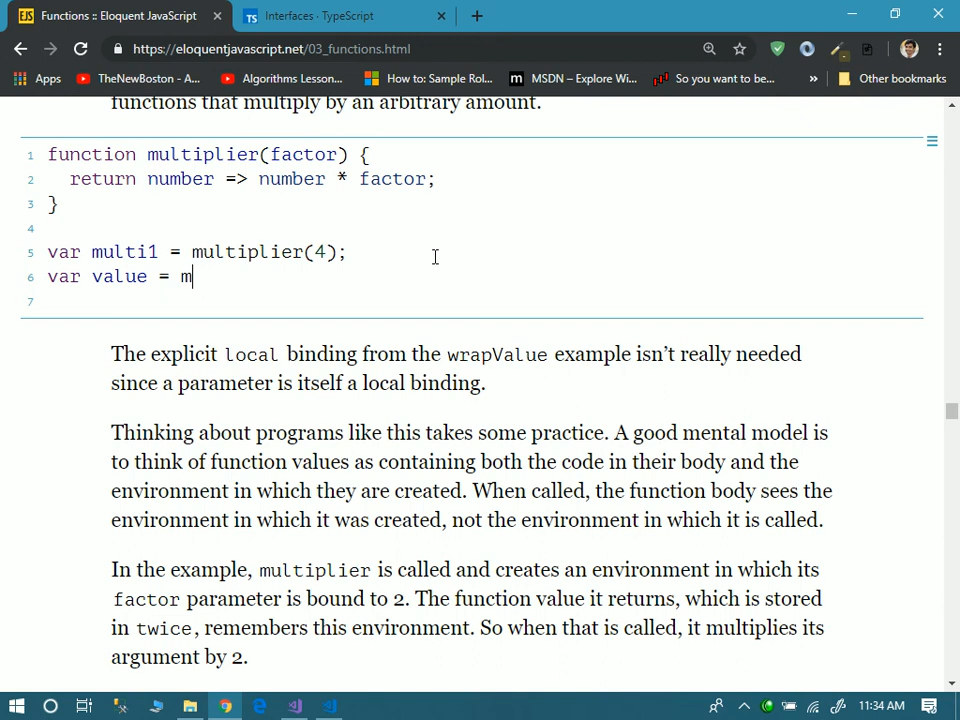 EJS Functions :: Eloquent JavaScript
TS Interfaces · TypeScript
https://eloquentjavascript.net/03_functions.html
Apps
TheNewBoston - A...
Algorithms Lesson...
How to: Sample Rol...
m MSDN – Explore Wi...
So you want to be...
»
Other bookmarks
functions that multiply by an arbitrary amount.
1 function multiplier(factor) {
2 return number => number * factor;
3 }
4
5 var multi1 = multiplier(4);
6 var value = m
7
The explicit local binding from the wrapValue example isn’t really needed
since a parameter is itself a local binding.
Thinking about programs like this takes some practice. A good mental model is
to think of function values as containing both the code in their body and the
environment in which they are created. When called, the function body sees the
environment in which it was created, not the environment in which it is called.
In the example, multiplier is called and creates an environment in which its
factor parameter is bound to 2. The function value it returns, which is stored
in twice, remembers this environment. So when that is called, it multiplies its
argument by 2.
11:34 AM